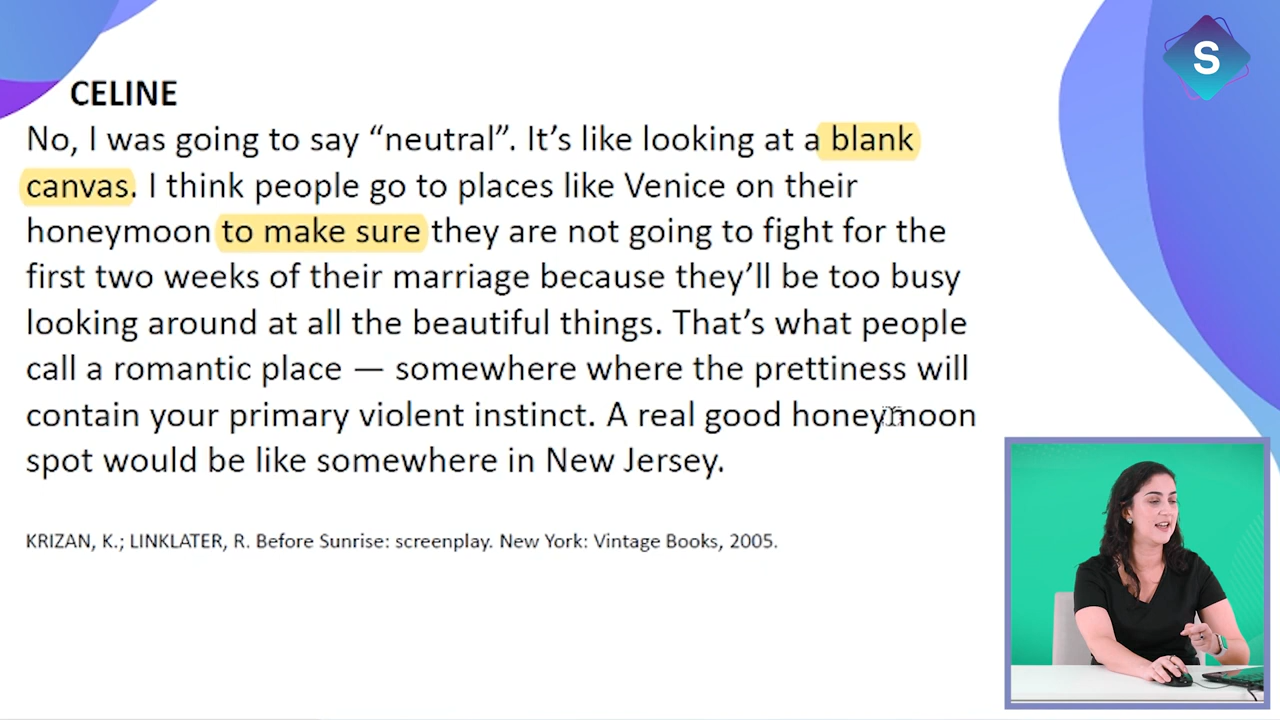 S
CELINE
No, I was going to say “neutral”. It’s like looking at a blank
canvas. I think people go to places like Venice on their
honeymoon to make sure they are not going to fight for the
first two weeks of their marriage because they’ll be too busy
looking around at all the beautiful things. That’s what people
call a romantic place — somewhere where the prettiness will
contain your primary violent instinct. A real good honeymoon
spot would be like somewhere in New Jersey.
KRIZAN, K.; LINKLATER, R. Before Sunrise: screenplay. New York: Vintage Books, 2005.